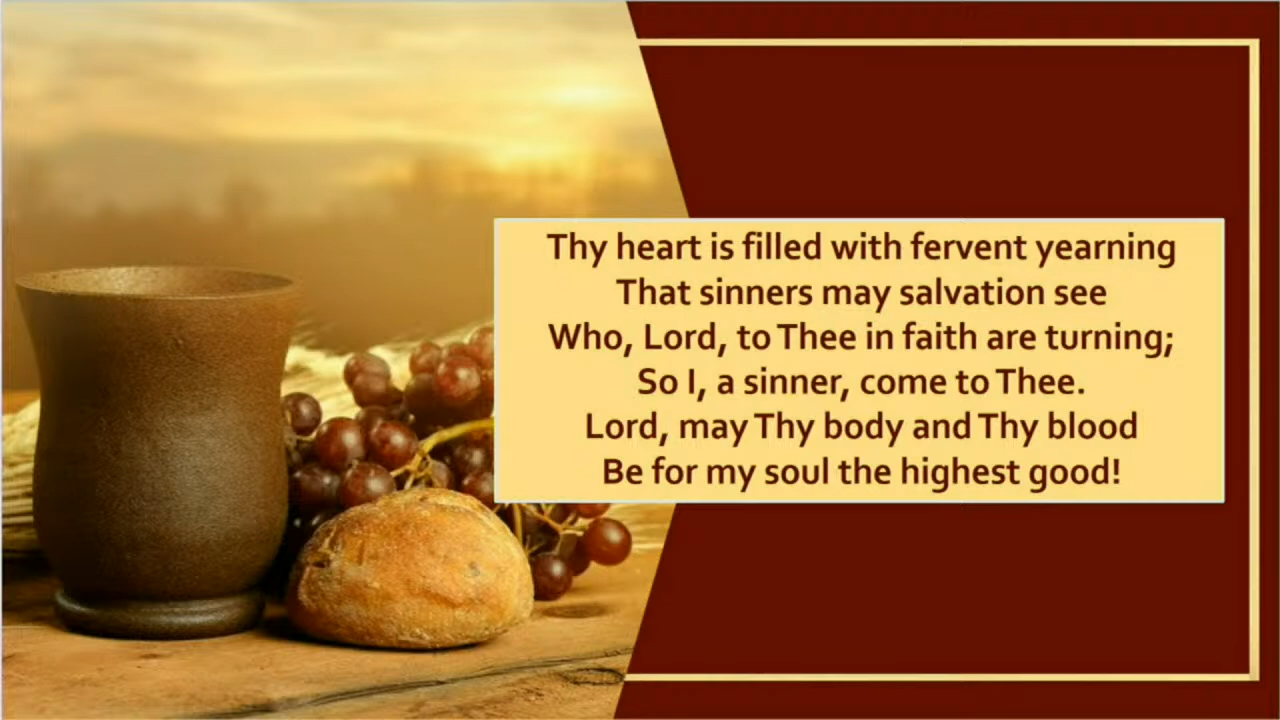 Thy heart is filled with fervent yearning
That sinners may salvation see
Who, Lord, to Thee in faith are turning;
So I, a sinner, come to Thee.
Lord, may Thy body and Thy blood
Be for my soul the highest good!